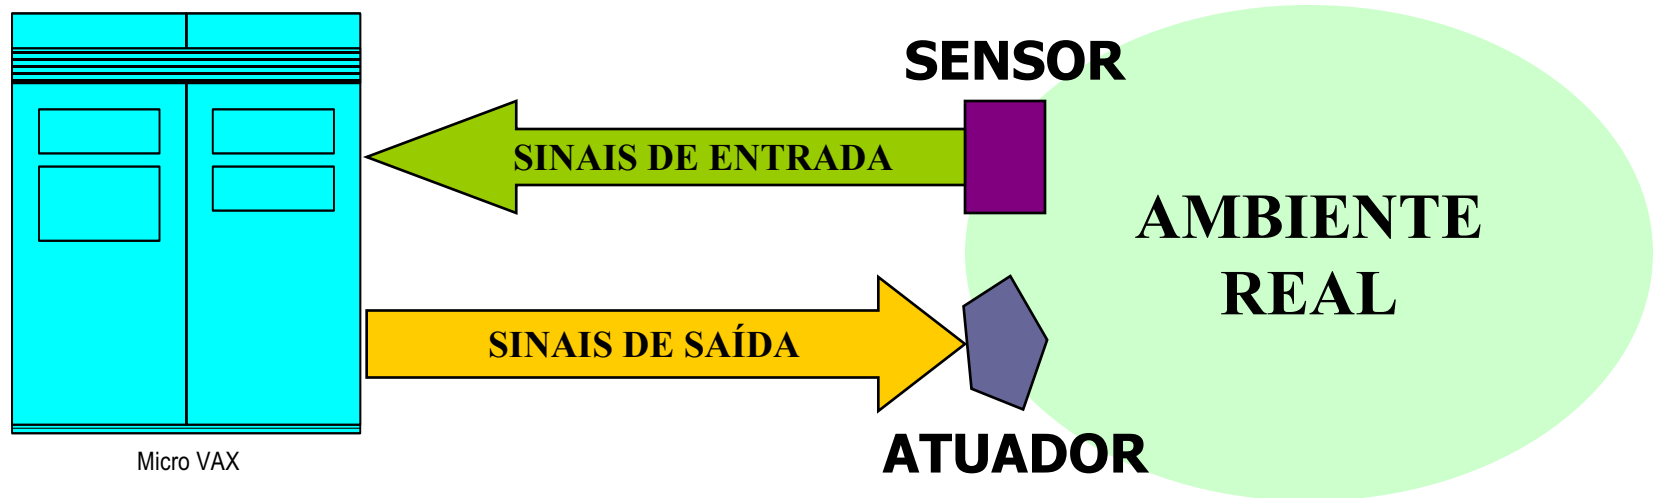 SENSOR
SINAIS DE ENTRADA
AMBIENTE
REAL
SINAIS DE SAÍDA
ATUADOR
Micro VAX